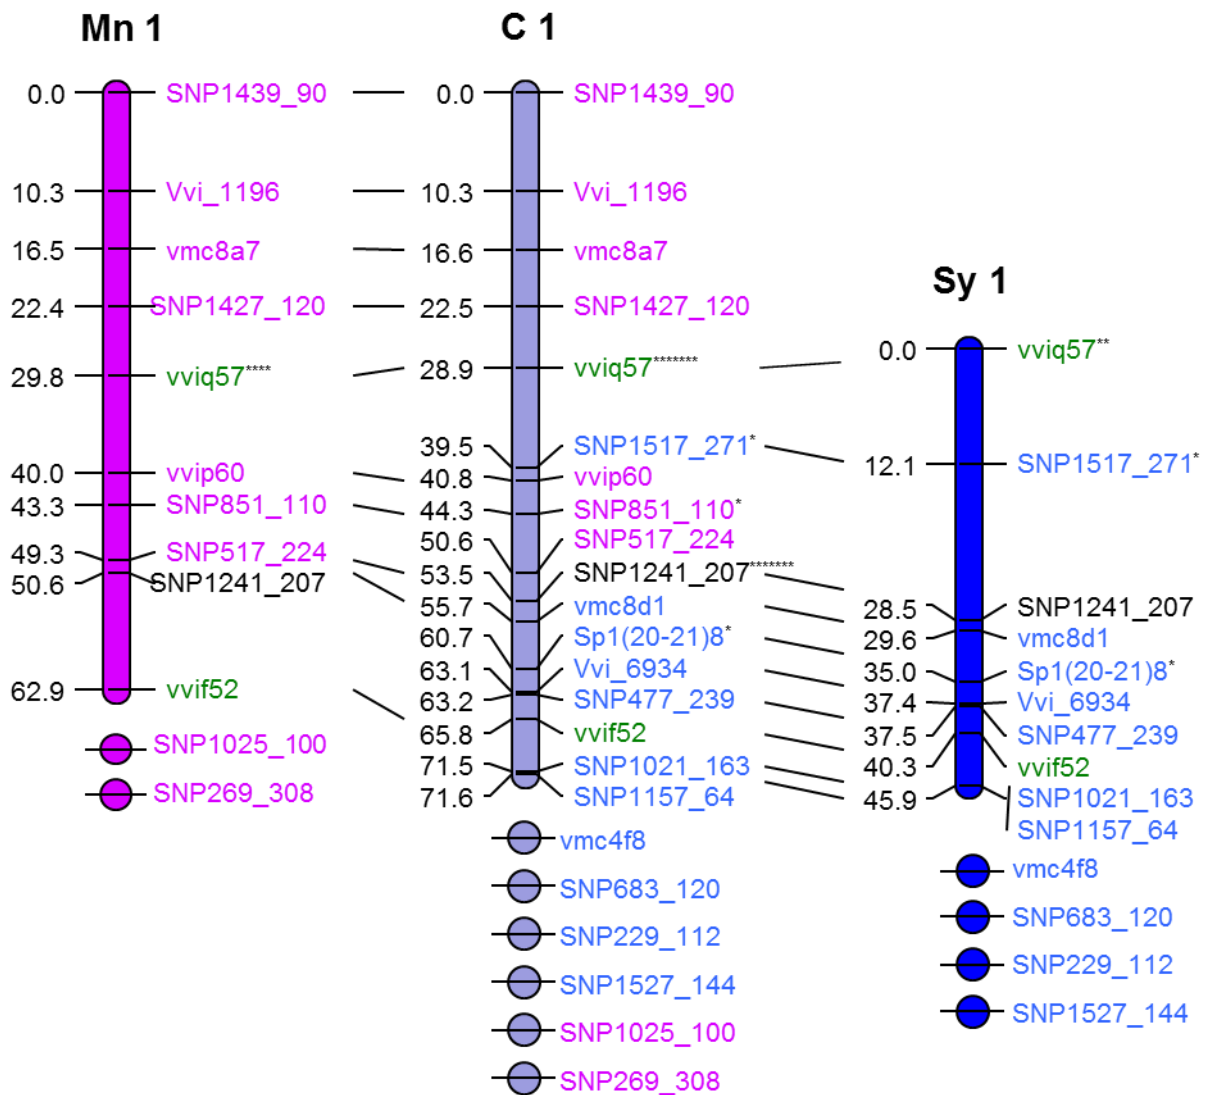 Mn 1
0.0 SNP1439_90
10.3 Vvi_1196
16.5 vmc8a7
22.4 SNP1427_120
29.8 vviq57****
40.0 vvip60
43.3 SNP851_110
49.3 SNP517_224
50.6 SNP1241_207
62.9 vvif52
SNP1025_100
SNP269_308
C 1
0.0 SNP1439_90
10.3 Vvi_1196
16.6 vmc8a7
22.5 SNP1427_120
28.9 vviq57*******
39.5 SNP1517_271*
40.8 vvip60
44.3 SNP851_110*
50.6 SNP517_224
53.5 SNP1241_207*******
55.7 vmc8d1
60.7 Sp1(20-21)8*
63.1 Vvi_6934
63.2 SNP477_239
65.8 vvif52
71.5 SNP1021_163
71.6 SNP1157_64
vmc4f8
SNP683_120
SNP229_112
SNP1527_144
SNP1025_100
SNP269_308
Sy 1
0.0 vviq57**
12.1 SNP1517_271*
28.5 SNP1241_207
29.6 vmc8d1
35.0 Sp1(20-21)8*
37.4 Vvi_6934
37.5 SNP477_239
40.3 vvif52
45.9 SNP1021_163
SNP1157_64
vmc4f8
SNP683_120
SNP229_112
SNP1527_144